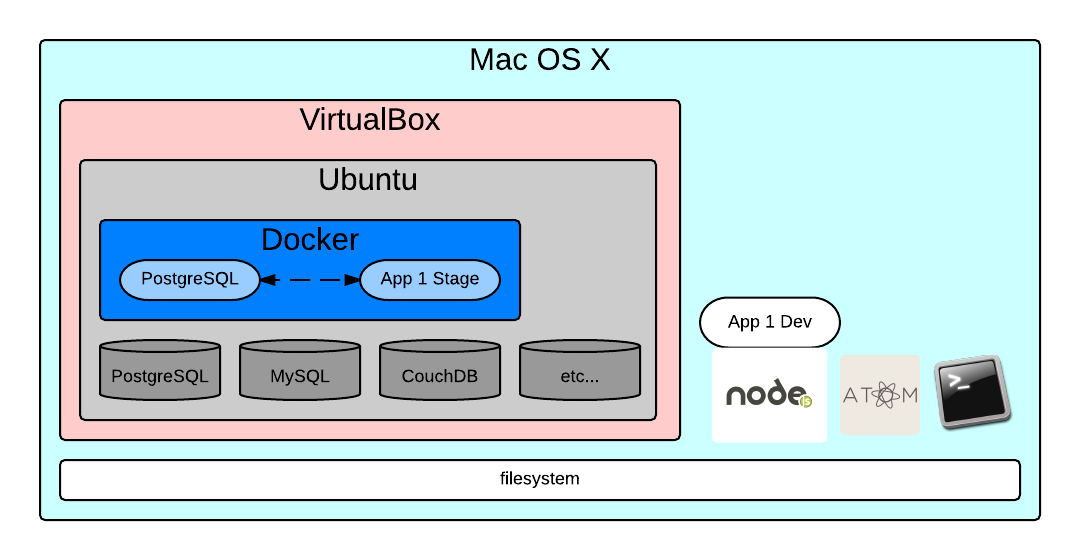 Mac OS X
VirtualBox
Ubuntu
Docker
PostgreSQL
App 1 Stage
PostgreSQL
MySQL
CouchDB
etc...
App 1 Dev
node
js
ATOM
>_
filesystem